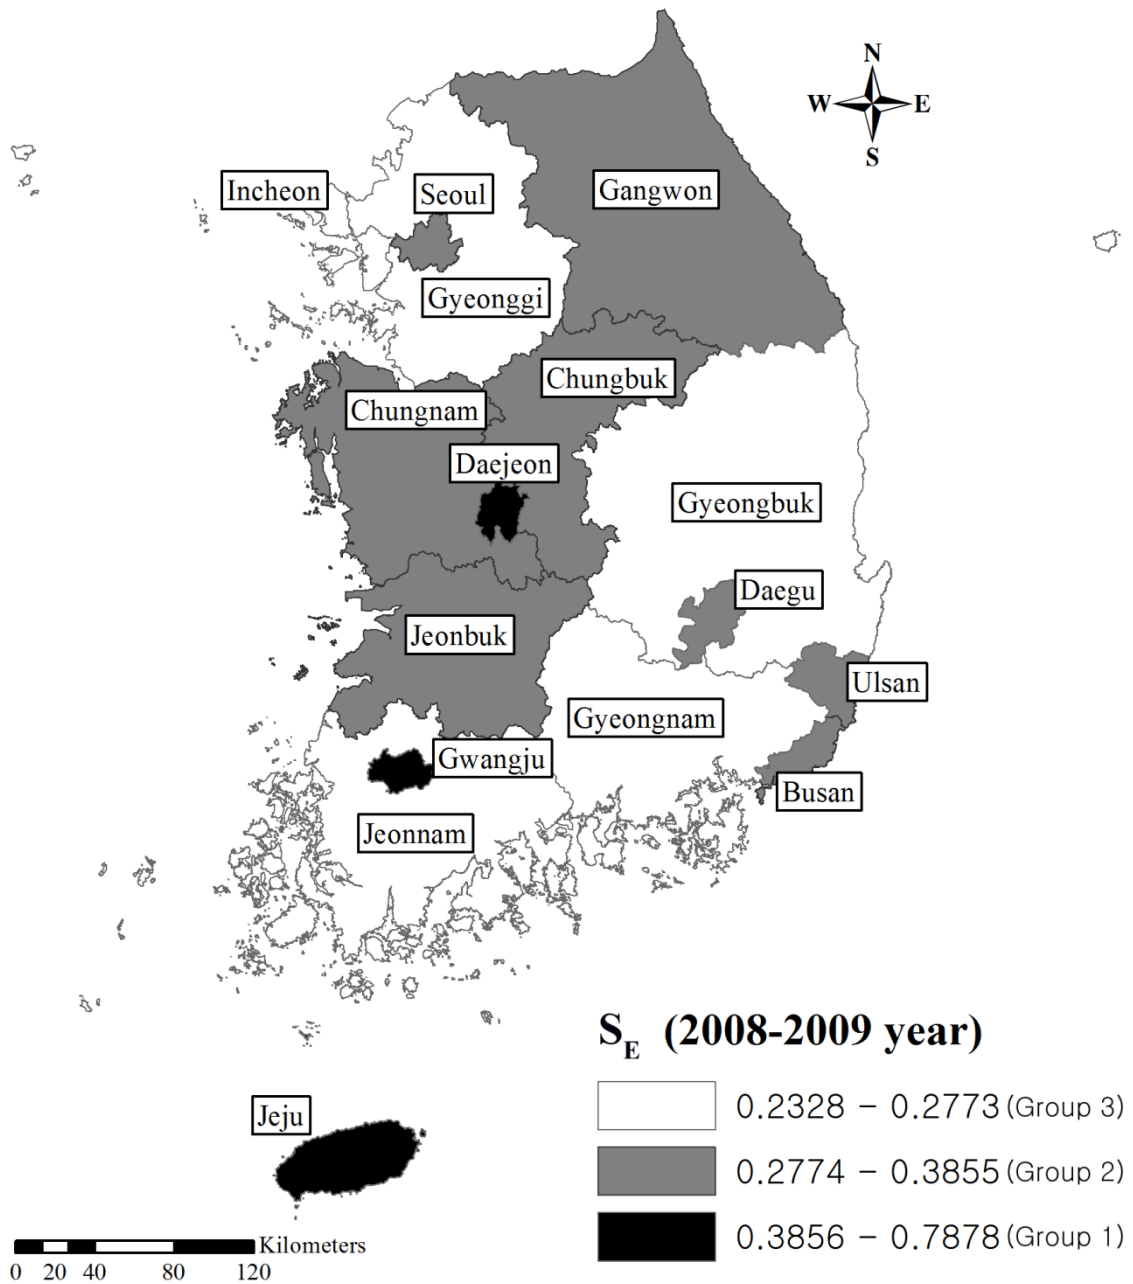 N
W E
S
Incheon
Seoul
Gangwon
Gyeonggi
Chungbuk
Chungnam
Daejeon
Gyeongbuk
Daegu
Jeonbuk
Ulsan
Gyeongnam
Gwangju
Busan
Jeonnam
S_E (2008-2009 year)
0.2328 - 0.2773 (Group 3)
0.2774 - 0.3855 (Group 2)
0.3856 - 0.7878 (Group 1)
Jeju
Kilometers
0 20 40 80 120